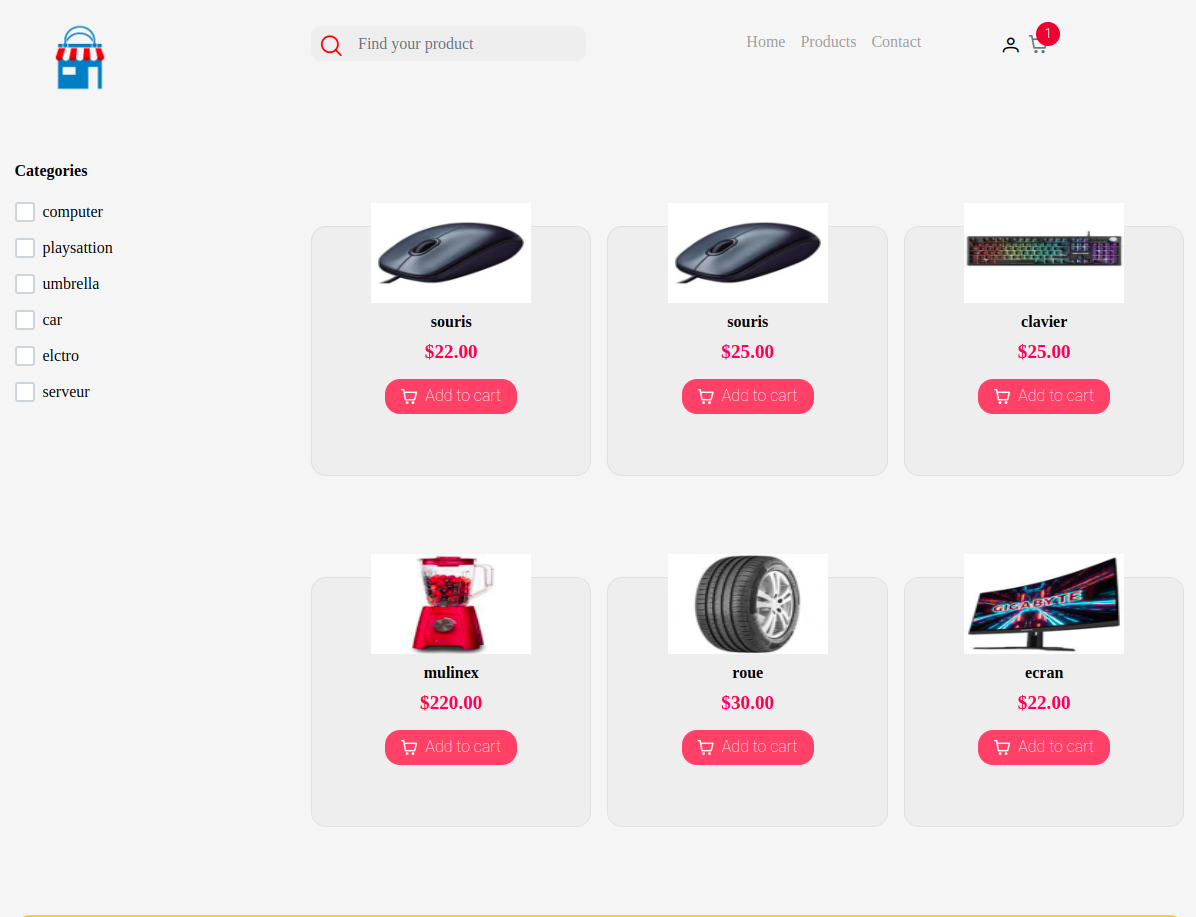 Find your product
Home Products Contact
1
Categories
computer
playsattion
umbrella
car
elctro
serveur
souris
$22.00
Add to cart
souris
$25.00
Add to cart
clavier
$25.00
Add to cart
mulinex
$220.00
Add to cart
roue
$30.00
Add to cart
GIGABYTE
ecran
$22.00
Add to cart